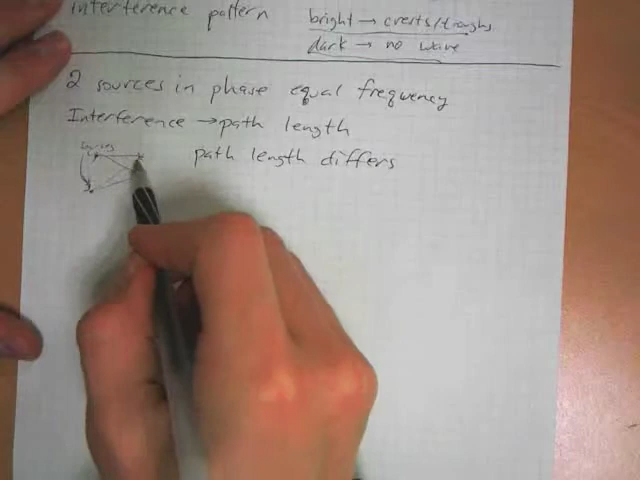 interference pattern
bright → crests/troughs
dark → no wave
2 sources in phase equal frequency
Interference → path length
path length differs